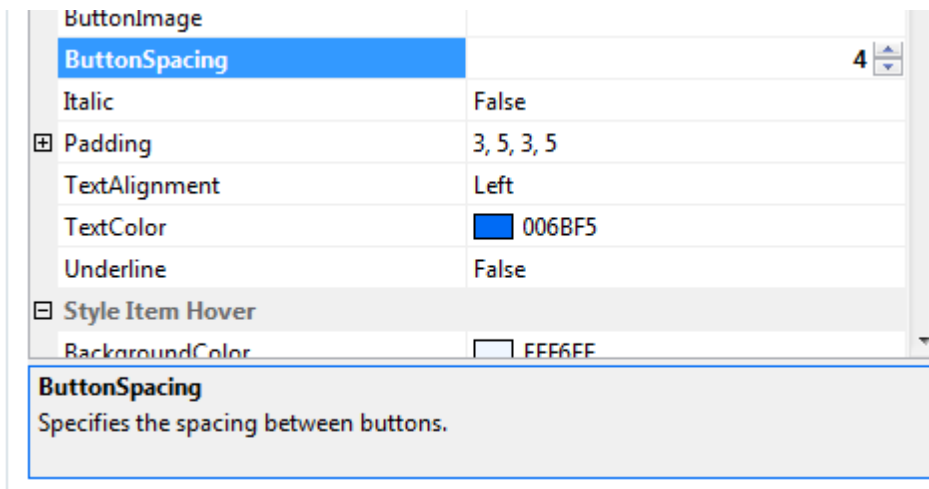 ButtonImage
ButtonSpacing 4
Italic False
Padding 3, 5, 3, 5
TextAlignment Left
TextColor 006BF5
Underline False
Style Item Hover
BackgroundColor
ButtonSpacing
Specifies the spacing between buttons.